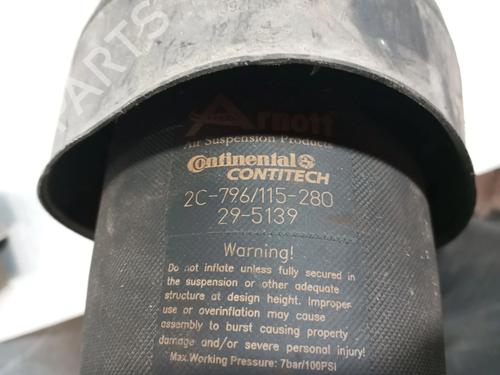 Arnott
Air Suspension Products
Continental
CONTITECH
2C-79.6/115-280
29-5139
Warning!
Do not inflate unless fully secured in
the suspension or other adequate
structure at design height. Improper
use or overinflation may cause
assembly to burst causing property
damage and/or severe personal injury!
*Max.Working Pressure: 7bar/100PSI